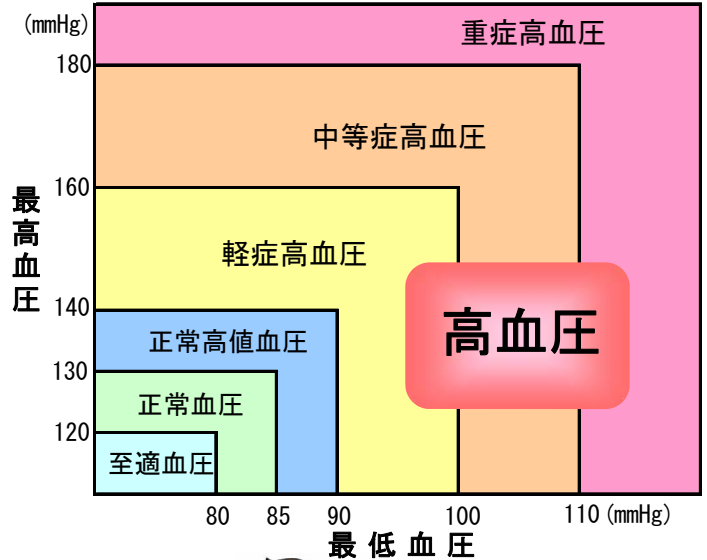 (mmHg)
重症高血圧
180
中等症高血圧
160
最高血圧
軽症高血圧
高血圧
140
正常高値血圧
130
正常血圧
120
至適血圧
80 85 90 100 110 (mmHg)
最低血圧